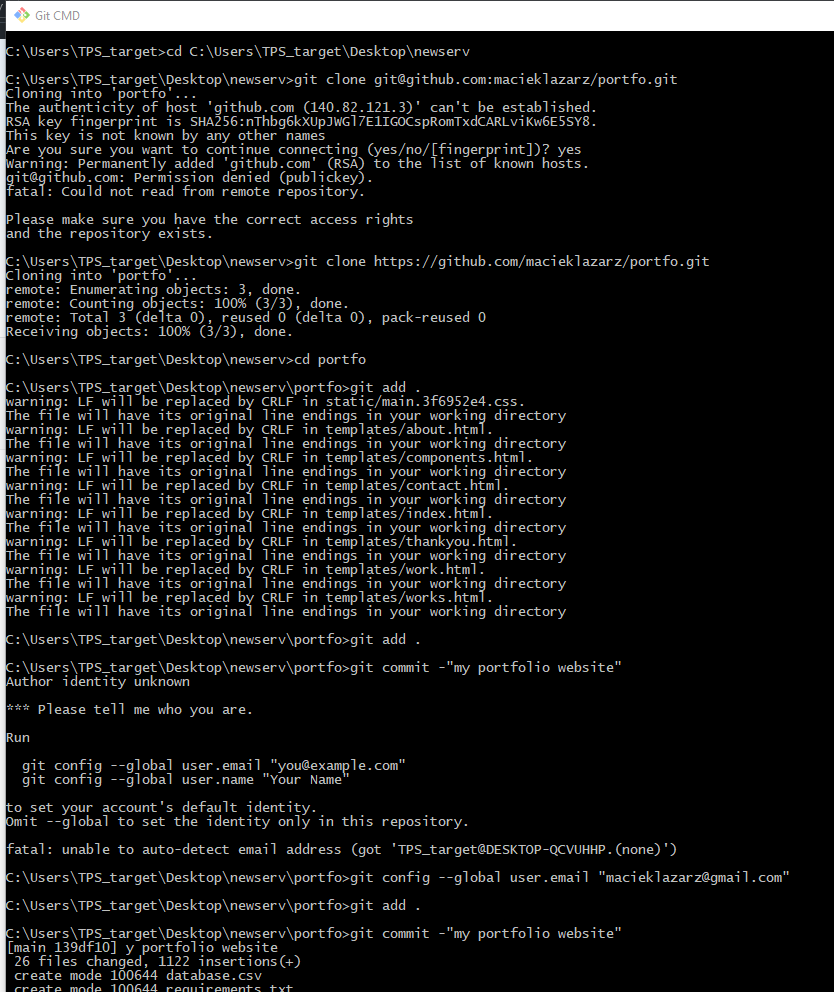 Git CMD
C:\Users\TPS_target>cd C:\Users\TPS_target\Desktop\newserv
C:\Users\TPS_target\Desktop\newserv>git clone git@github.com:macieklazarz/portfo.git
Cloning into 'portfo'...
The authenticity of host 'github.com (140.82.121.3)' can't be established.
RSA key fingerprint is SHA256:nThbg6kXUpJWGl7E1IGOCspRomTxdCARLviKw6E5SY8.
This key is not known by any other names
Are you sure you want to continue connecting (yes/no/[fingerprint])? yes
Warning: Permanently added 'github.com' (RSA) to the list of known hosts.
git@github.com: Permission denied (publickey).
fatal: Could not read from remote repository.
Please make sure you have the correct access rights
and the repository exists.
C:\Users\TPS_target\Desktop\newserv>git clone https://github.com/macieklazarz/portfo.git
Cloning into 'portfo'...
remote: Enumerating objects: 3, done.
remote: Counting objects: 100% (3/3), done.
remote: Total 3 (delta 0), reused 0 (delta 0), pack-reused 0
Receiving objects: 100% (3/3), done.
C:\Users\TPS_target\Desktop\newserv>cd portfo
C:\Users\TPS_target\Desktop\newserv\portfo>git add .
warning: LF will be replaced by CRLF in static/main.3f6952e4.css.
The file will have its original line endings in your working directory
warning: LF will be replaced by CRLF in templates/about.html.
The file will have its original line endings in your working directory
warning: LF will be replaced by CRLF in templates/components.html.
The file will have its original line endings in your working directory
warning: LF will be replaced by CRLF in templates/contact.html.
The file will have its original line endings in your working directory
warning: LF will be replaced by CRLF in templates/index.html.
The file will have its original line endings in your working directory
warning: LF will be replaced by CRLF in templates/thankyou.html.
The file will have its original line endings in your working directory
warning: LF will be replaced by CRLF in templates/work.html.
The file will have its original line endings in your working directory
warning: LF will be replaced by CRLF in templates/works.html.
The file will have its original line endings in your working directory
C:\Users\TPS_target\Desktop\newserv\portfo>git add .
C:\Users\TPS_target\Desktop\newserv\portfo>git commit -"my portfolio website"
Author identity unknown
*** Please tell me who you are.
Run
git config --global user.email "you@example.com"
git config --global user.name "Your Name"
to set your account's default identity.
Omit --global to set the identity only in this repository.
fatal: unable to auto-detect email address (got 'TPS_target@DESKTOP-QCVUHHP.(none)')
C:\Users\TPS_target\Desktop\newserv\portfo>git config --global user.email "macieklazarz@gmail.com"
C:\Users\TPS_target\Desktop\newserv\portfo>git add .
C:\Users\TPS_target\Desktop\newserv\portfo>git commit -"my portfolio website"
[main 139df10] y portfolio website
26 files changed, 1122 insertions(+)
create mode 100644 database.csv
create mode 100644 requirements.txt